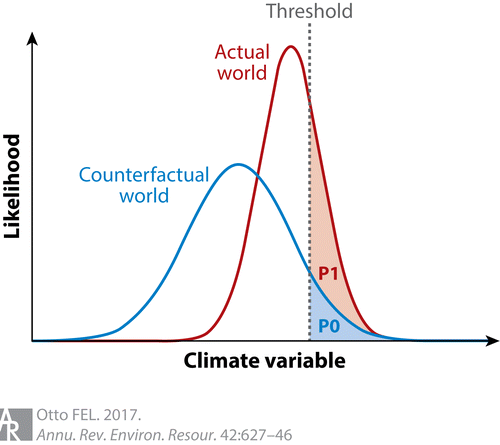 Threshold
Actual
world
Counterfactual
world
Likelihood
P1
P0
Climate variable
AR
Otto FEL. 2017.
Annu. Rev. Environ. Resour. 42:627–46